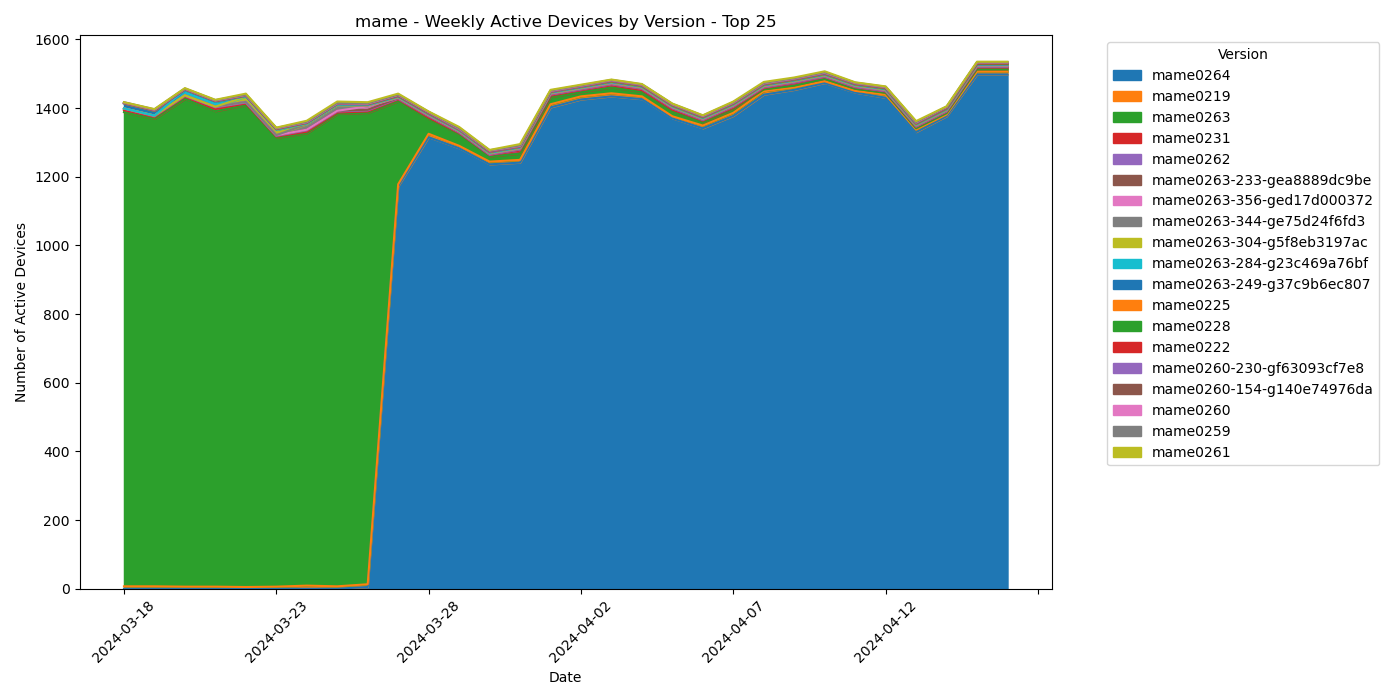 mame - Weekly Active Devices by Version - Top 25
1600
1400
1200
1000
800
600
400
200
0
Number of Active Devices
2024-03-18
2024-03-23
2024-03-28
2024-04-02
2024-04-07
2024-04-12
Date
Version
mame0264
mame0219
mame0263
mame0231
mame0262
mame0263-233-gea8889dc9be
mame0263-356-ged17d000372
mame0263-344-ge75d24f6fd3
mame0263-304-g5f8eb3197ac
mame0263-284-g23c469a76bf
mame0263-249-g37c9b6ec807
mame0225
mame0228
mame0222
mame0260-230-gf63093cf7e8
mame0260-154-g140e74976da
mame0260
mame0259
mame0261